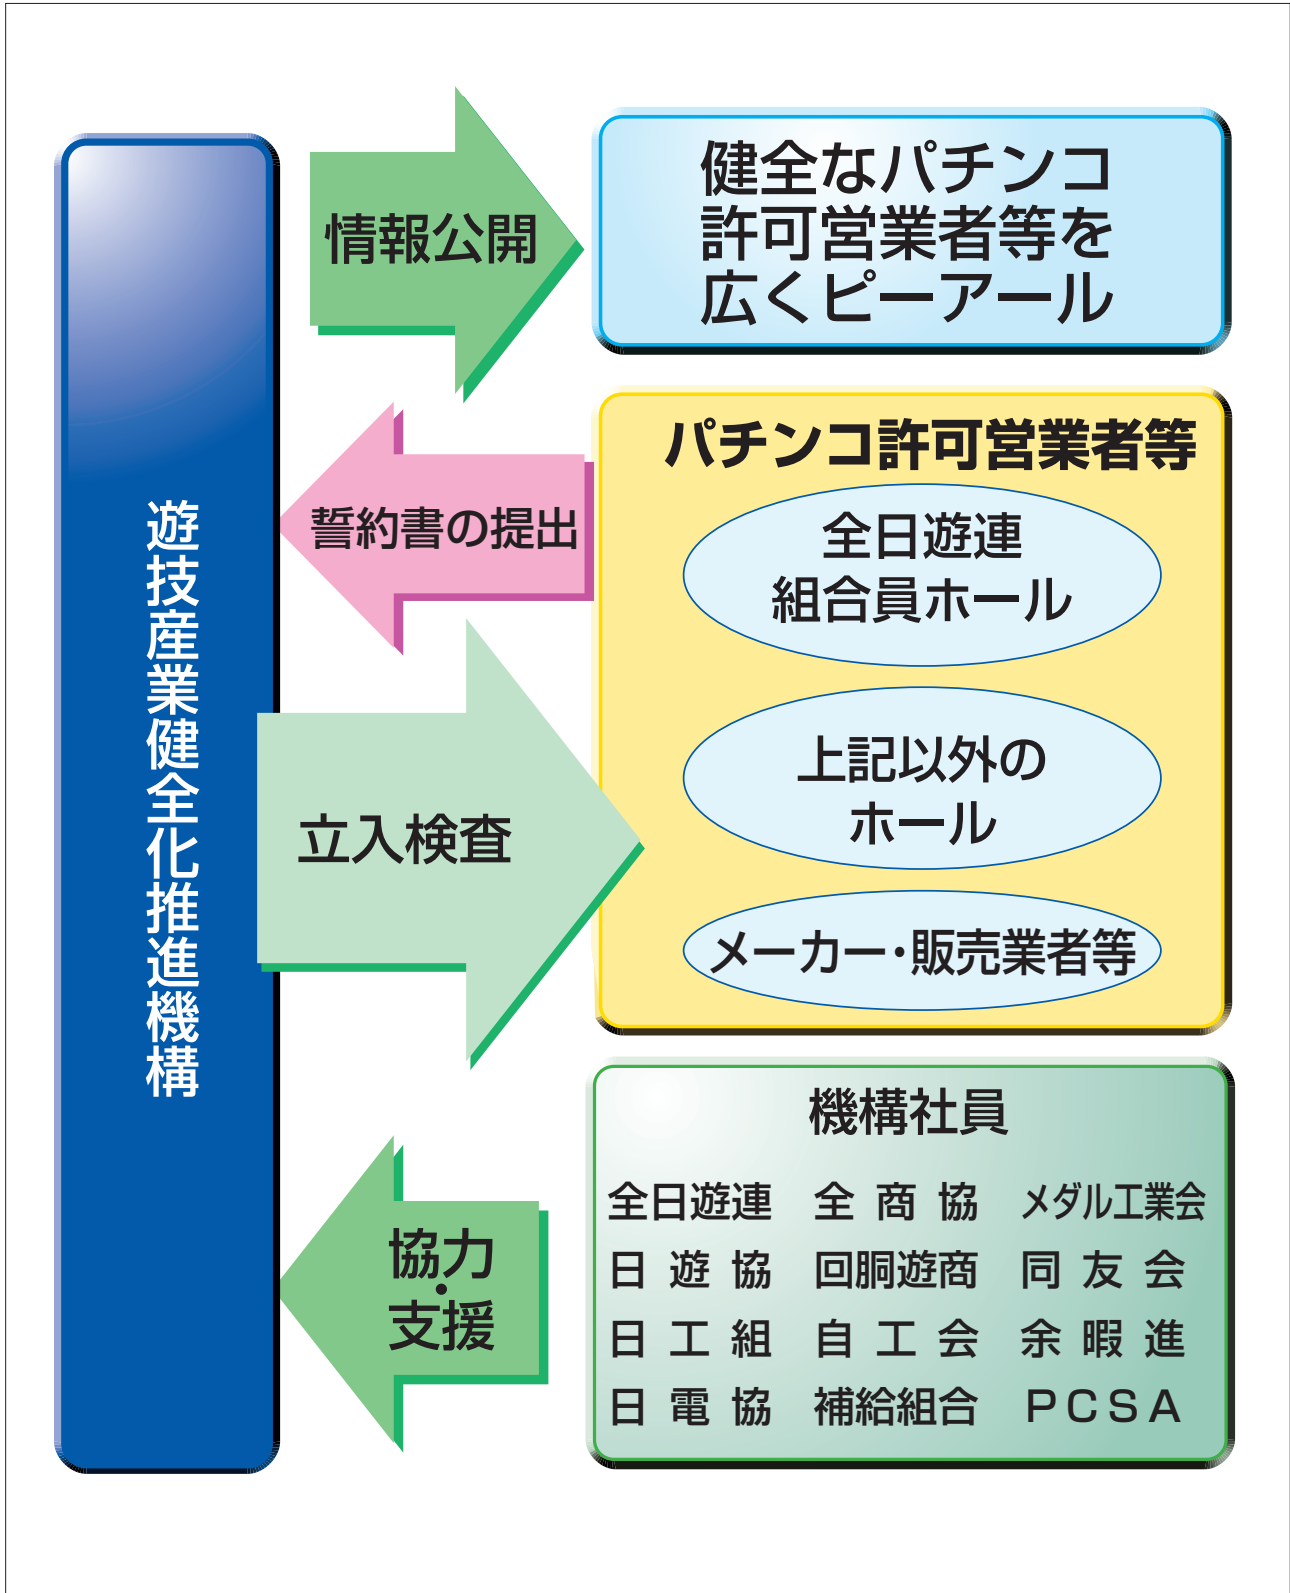 遊技産業健全化推進機構
情報公開
健全なパチンコ
許可営業者等を
広くピーアール
誓約書の提出
パチンコ許可営業者等
全日遊連
組合員ホール
上記以外の
ホール
メーカー・販売業者等
立入検査
協力
・
支援
機構社員
全日遊連 全商協 メダル工業会
日遊協 回胴遊商 同友会
日工組 自工会 余暇進
日電協 補給組合 PCSA